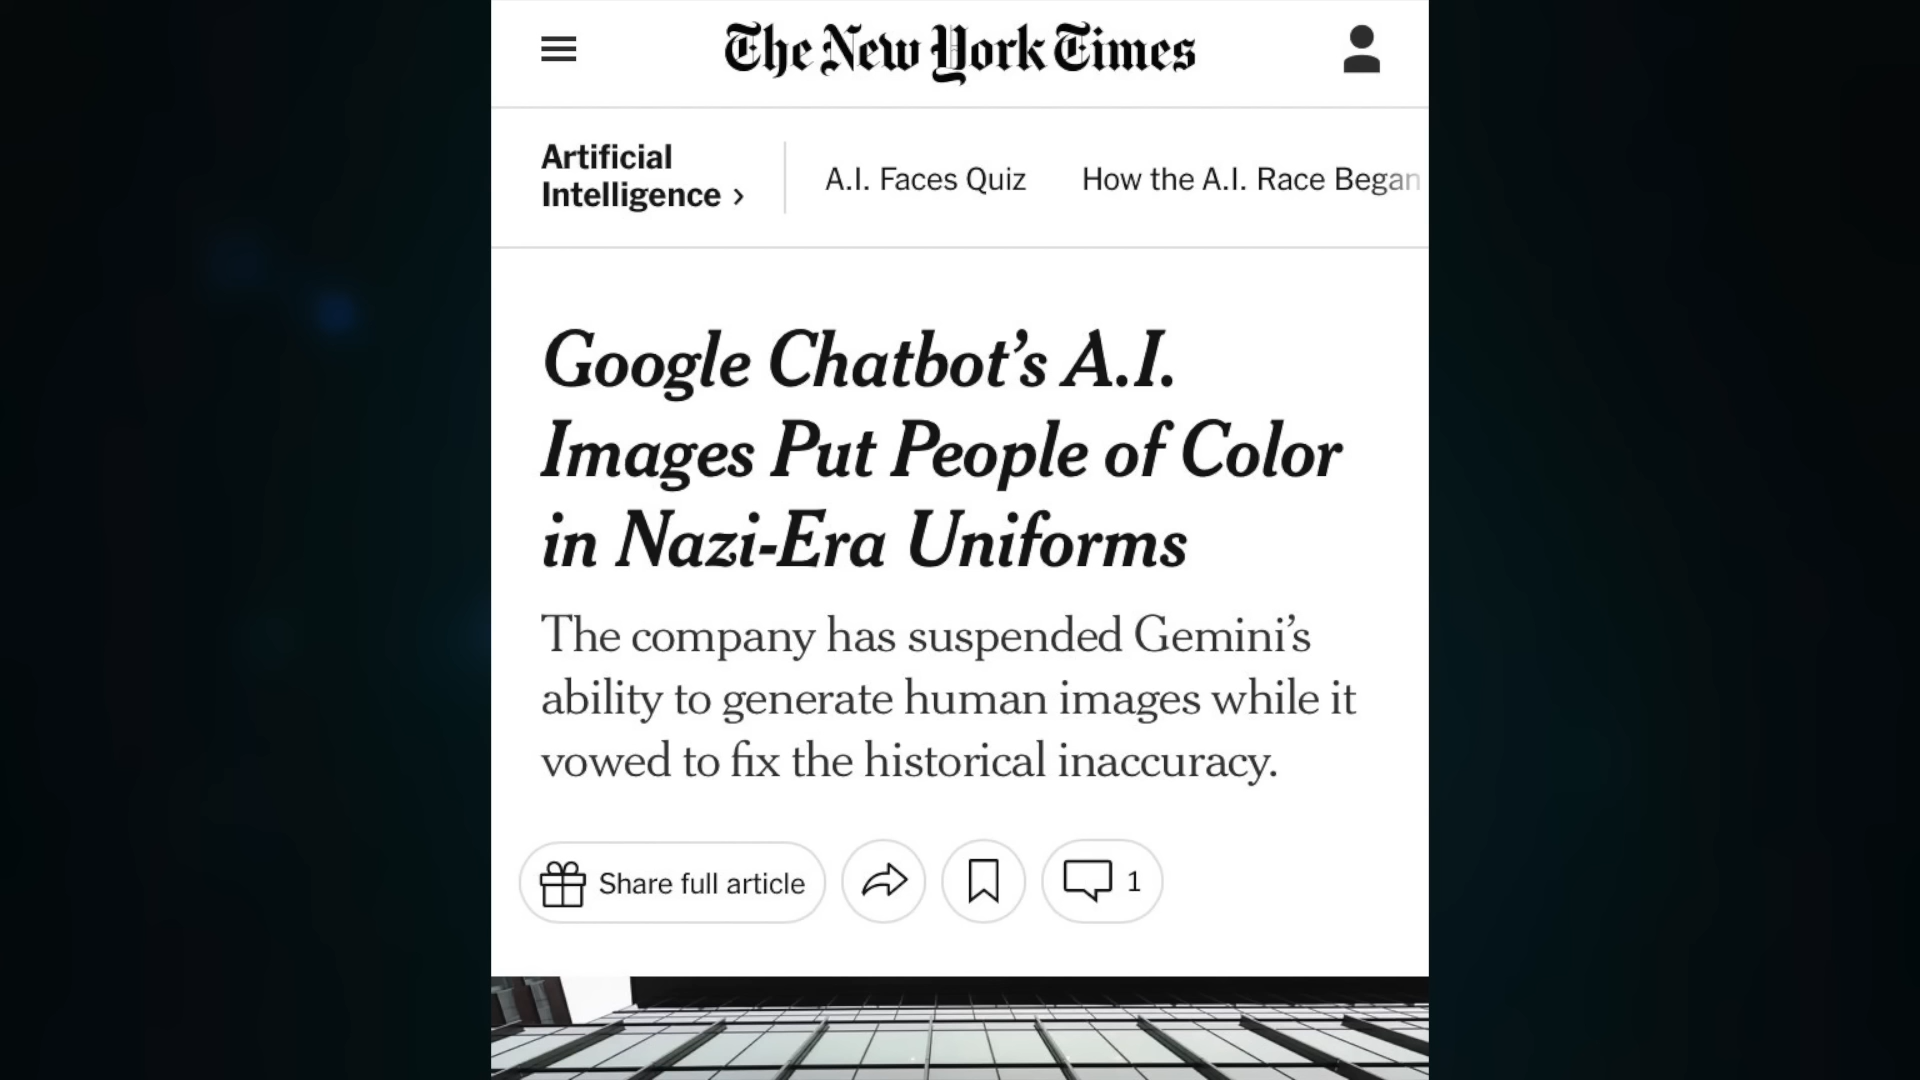 The New York Times
Artificial
Intelligence ›
A.I. Faces Quiz
How the A.I. Race Began
Google Chatbot’s A.I.
Images Put People of Color
in Nazi-Era Uniforms
The company has suspended Gemini’s
ability to generate human images while it
vowed to fix the historical inaccuracy.
Share full article
1